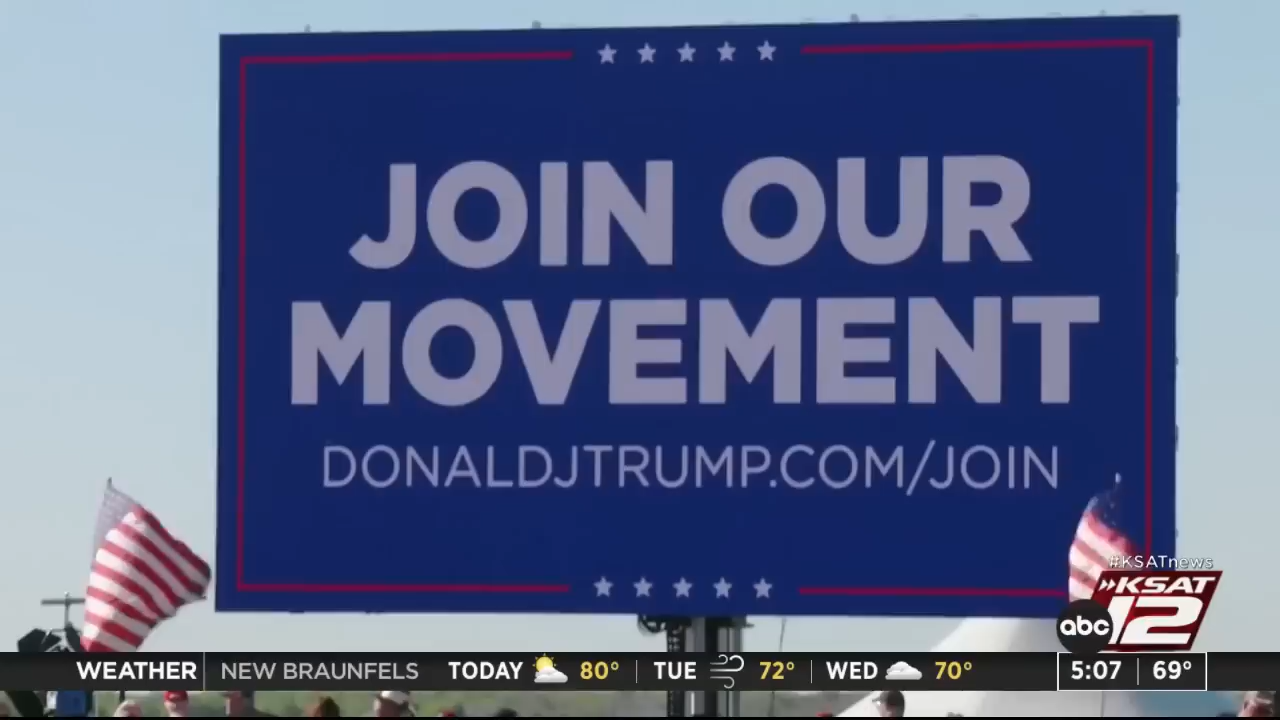 JOIN OUR
MOVEMENT
DONALDJTRUMP.COM/JOIN
#KSATnews
KSAT
abc 12
WEATHER NEW BRAUNFELS TODAY 80° TUE 72° WED 70° 5:07 69°